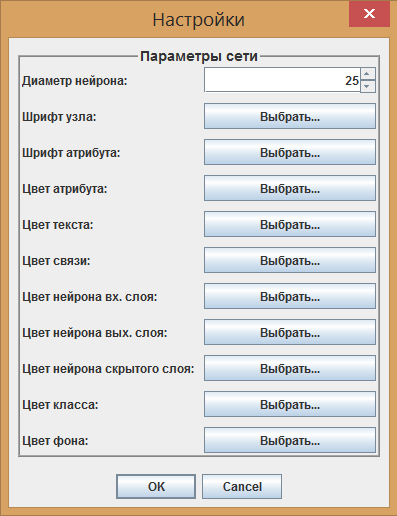 Настройки
Параметры сети
Диаметр нейрона: 25
Шрифт узла: Выбрать...
Шрифт атрибута: Выбрать...
Цвет атрибута: Выбрать...
Цвет текста: Выбрать...
Цвет связи: Выбрать...
Цвет нейрона вх. слоя: Выбрать...
Цвет нейрона вых. слоя: Выбрать...
Цвет нейрона скрытого слоя: Выбрать...
Цвет класса: Выбрать...
Цвет фона: Выбрать...
OK Cancel